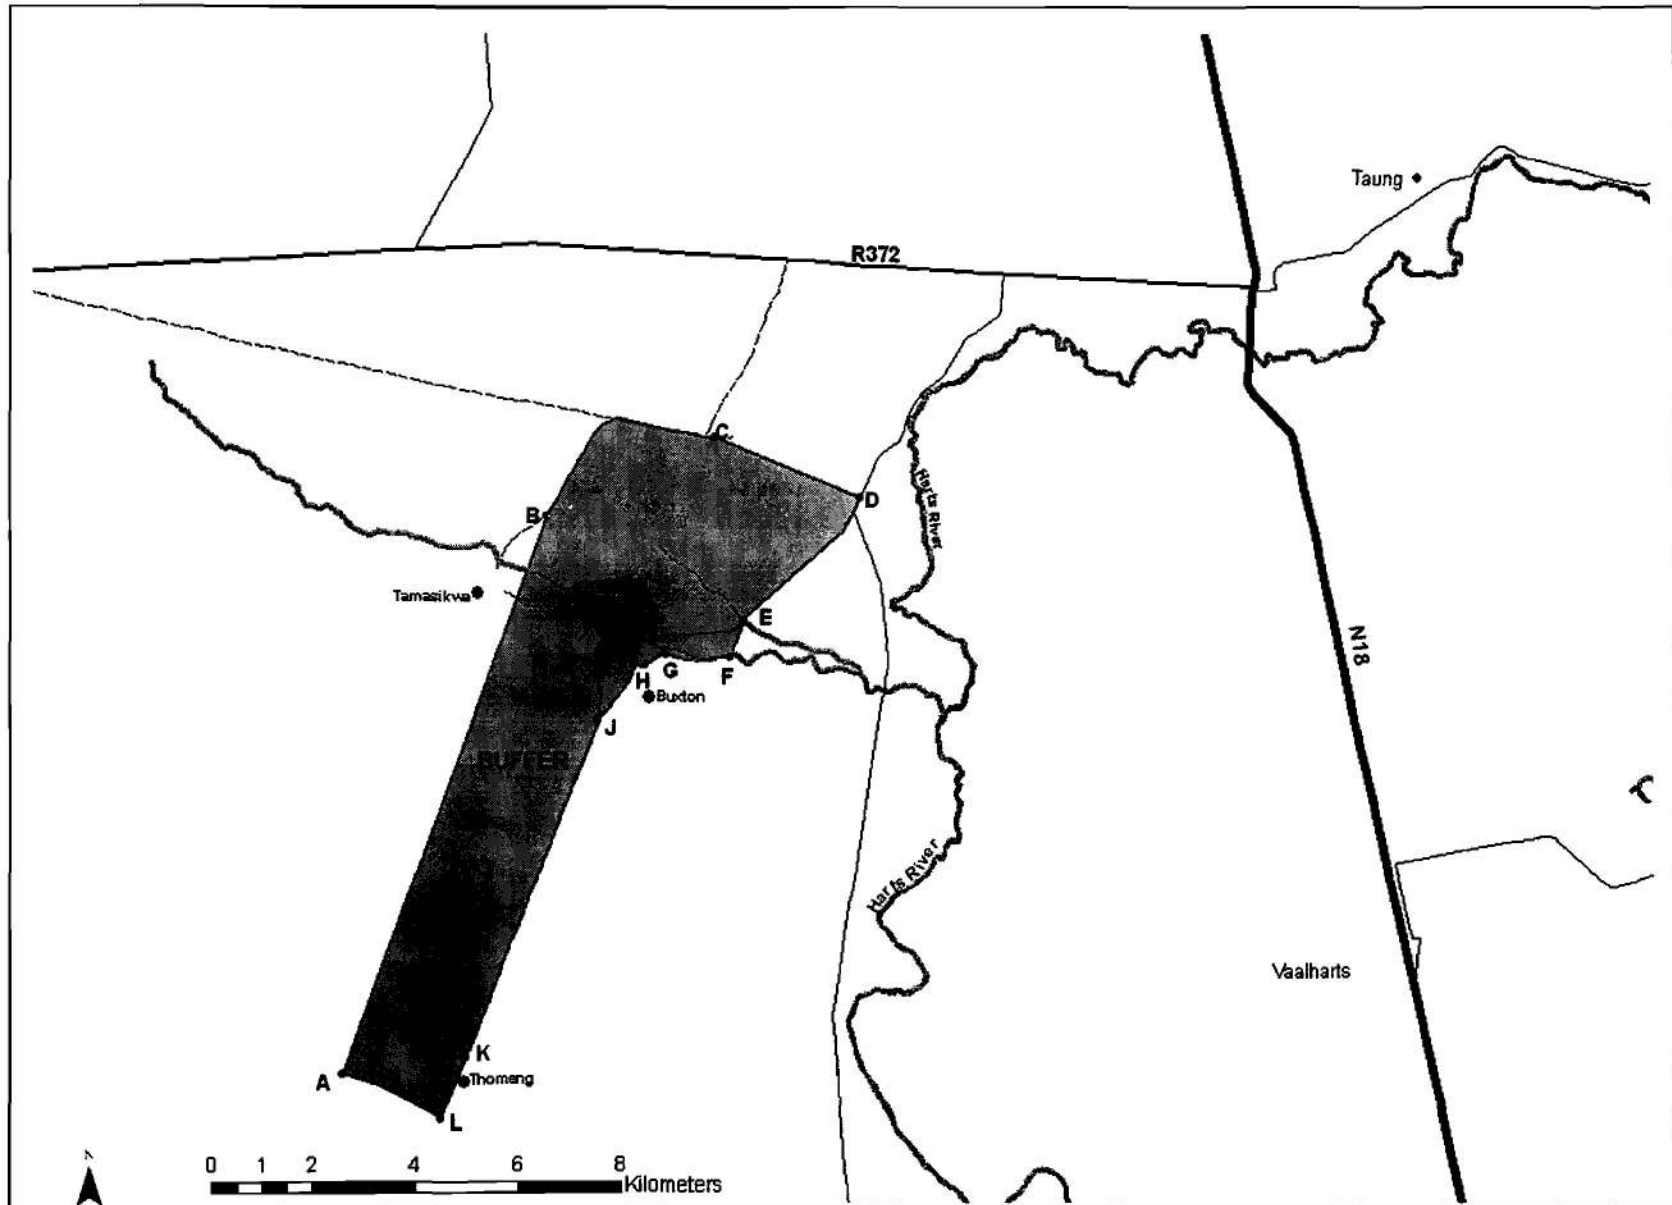 Taung
R372
C
D
Harts River
B
Tamasikwa
E
G
F
H
Buxton
J
N18
BUFFER
Harts River
Vaalharts
K
A
Thomeng
L
N
0 1 2 4 6 8
Kilometers